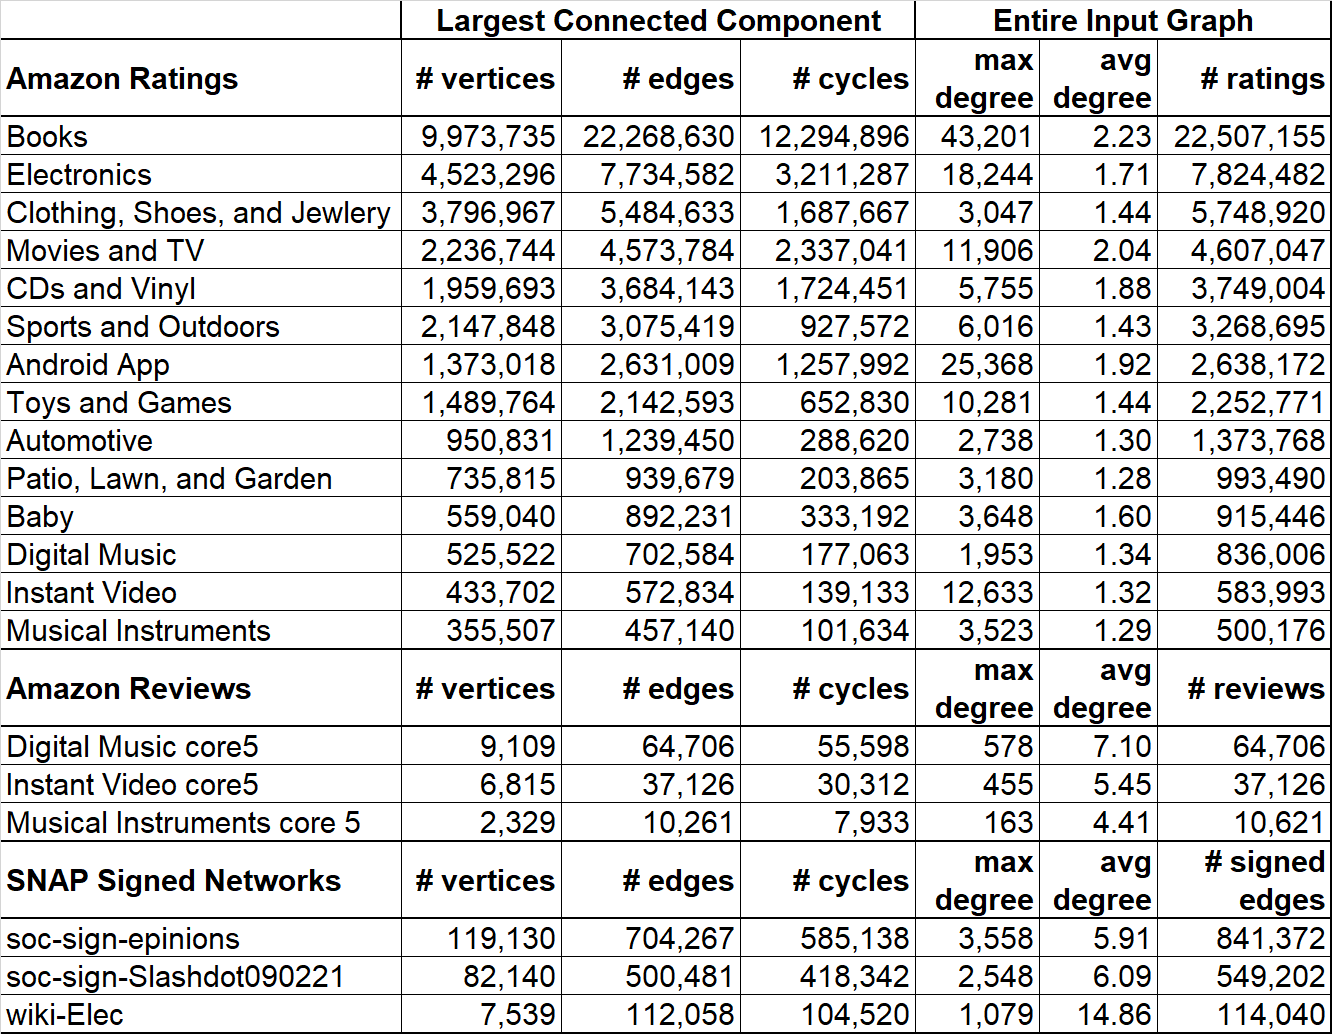 Largest Connected Component Entire Input Graph
Amazon Ratings # vertices # edges # cycles max degree avg degree # ratings
Books 9,973,735 22,268,630 12,294,896 43,201 2.23 22,507,155
Electronics 4,523,296 7,734,582 3,211,287 18,244 1.71 7,824,482
Clothing, Shoes, and Jewlery 3,796,967 5,484,633 1,687,667 3,047 1.44 5,748,920
Movies and TV 2,236,744 4,573,784 2,337,041 11,906 2.04 4,607,047
CDs and Vinyl 1,959,693 3,684,143 1,724,451 5,755 1.88 3,749,004
Sports and Outdoors 2,147,848 3,075,419 927,572 6,016 1.43 3,268,695
Android App 1,373,018 2,631,009 1,257,992 25,368 1.92 2,638,172
Toys and Games 1,489,764 2,142,593 652,830 10,281 1.44 2,252,771
Automotive 950,831 1,239,450 288,620 2,738 1.30 1,373,768
Patio, Lawn, and Garden 735,815 939,679 203,865 3,180 1.28 993,490
Baby 559,040 892,231 333,192 3,648 1.60 915,446
Digital Music 525,522 702,584 177,063 1,953 1.34 836,006
Instant Video 433,702 572,834 139,133 12,633 1.32 583,993
Musical Instruments 355,507 457,140 101,634 3,523 1.29 500,176
Amazon Reviews # vertices # edges # cycles max degree avg degree # reviews
Digital Music core5 9,109 64,706 55,598 578 7.10 64,706
Instant Video core5 6,815 37,126 30,312 455 5.45 37,126
Musical Instruments core 5 2,329 10,261 7,933 163 4.41 10,621
SNAP Signed Networks # vertices # edges # cycles max degree avg degree # signed edges
soc-sign-epinions 119,130 704,267 585,138 3,558 5.91 841,372
soc-sign-Slashdot090221 82,140 500,481 418,342 2,548 6.09 549,202
wiki-Elec 7,539 112,058 104,520 1,079 14.86 114,040